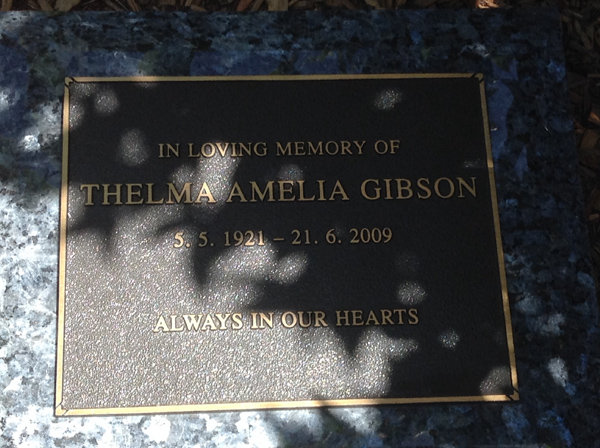 IN LOVING MEMORY OF
THELMA AMELIA GIBSON
5. 5. 1921 – 21. 6. 2009
ALWAYS IN OUR HEARTS